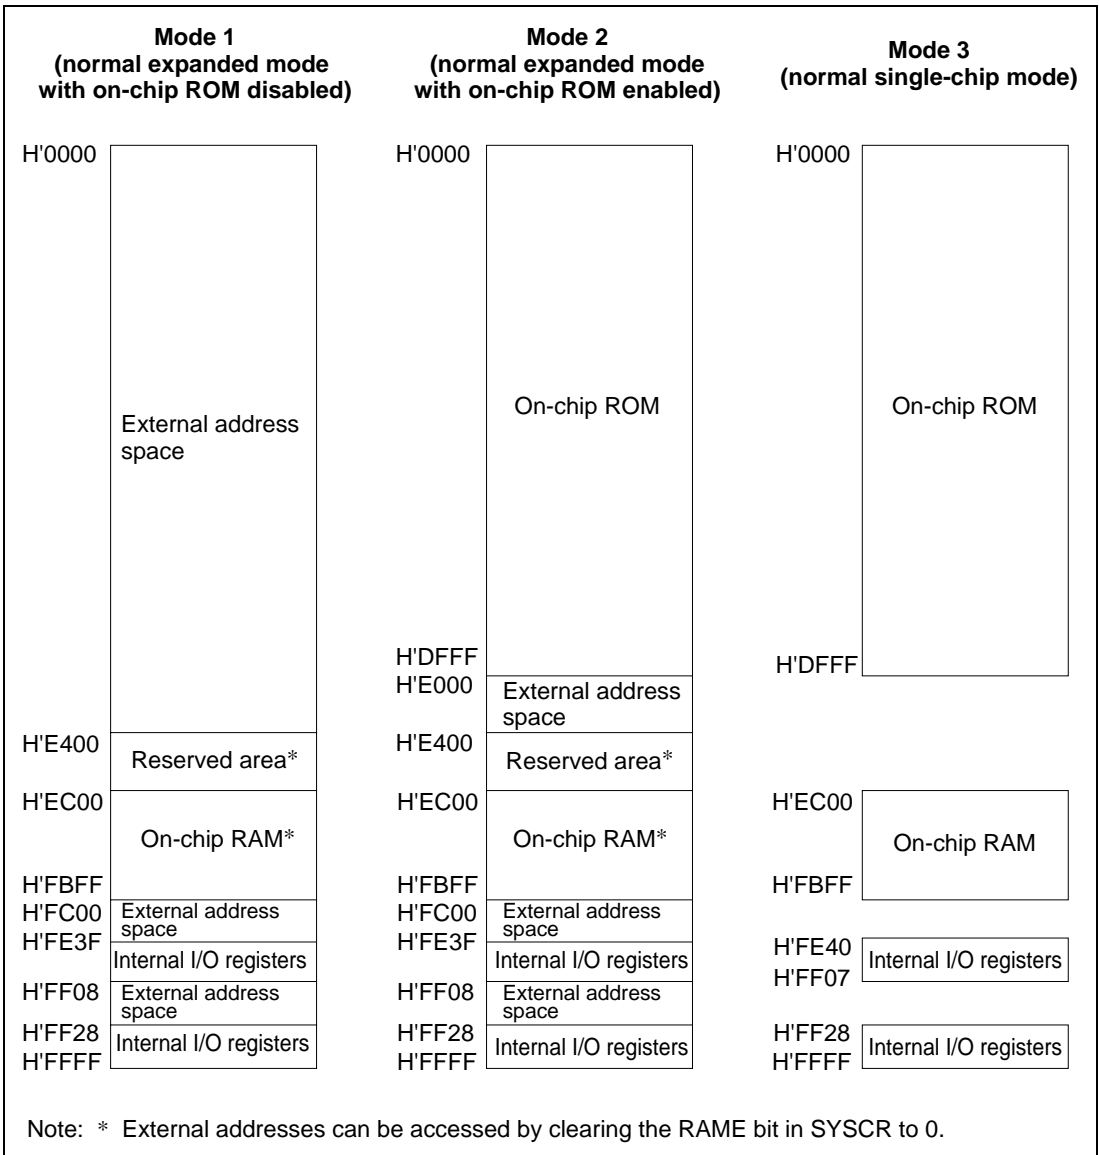 Mode 1
(normal expanded mode
with on-chip ROM disabled)
H'0000
External address
space
H'E400
Reserved area*
H'EC00
On-chip RAM*
H'FBFF
H'FC00
External address
space
H'FE3F
Internal I/O registers
H'FF08
External address
space
H'FF28
Internal I/O registers
H'FFFF
Mode 2
(normal expanded mode
with on-chip ROM enabled)
H'0000
On-chip ROM
H'DFFF
H'E000
External address
space
H'E400
Reserved area*
H'EC00
On-chip RAM*
H'FBFF
H'FC00
External address
space
H'FE3F
Internal I/O registers
H'FF08
External address
space
H'FF28
Internal I/O registers
H'FFFF
Mode 3
(normal single-chip mode)
H'0000
On-chip ROM
H'DFFF
H'EC00
On-chip RAM
H'FBFF
H'FE40
Internal I/O registers
H'FF07
H'FF28
Internal I/O registers
H'FFFF
Note: * External addresses can be accessed by clearing the RAME bit in SYSCR to 0.